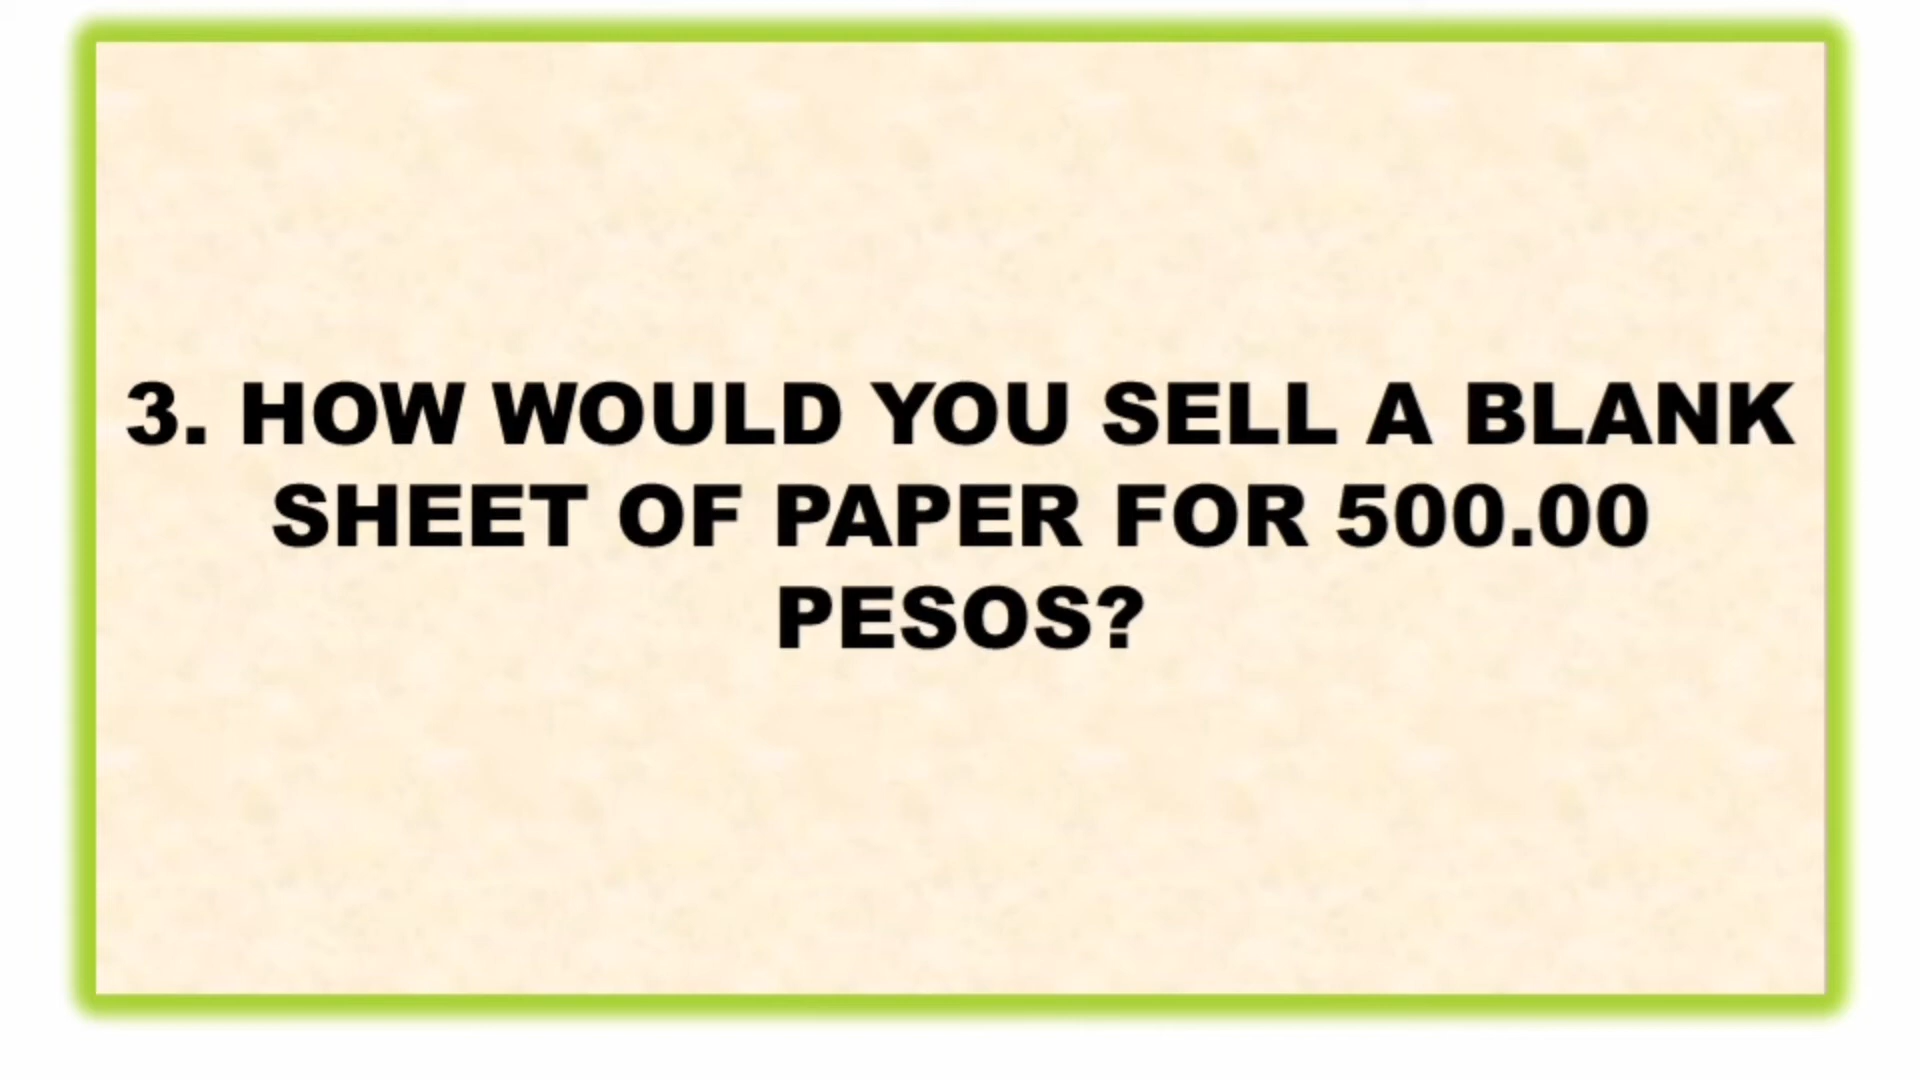 3. HOW WOULD YOU SELL A BLANK
SHEET OF PAPER FOR 500.00
PESOS?